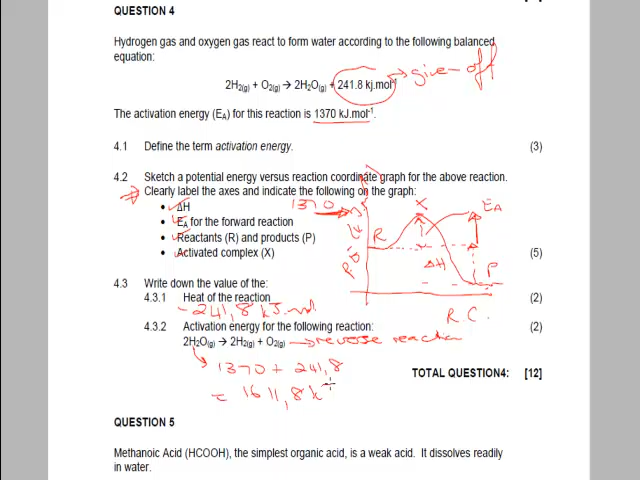 QUESTION 4
Hydrogen gas and oxygen gas react to form water according to the following balanced
equation:
2H2(g) + O2(g) → 2H2O(g) + 241.8 kj.mol-1 → given off
The activation energy (EA) for this reaction is 1370 kJ.mol-1.
4.1 Define the term activation energy. (3)
4.2 Sketch a potential energy versus reaction coordinate graph for the above reaction.
Clearly label the axes and indicate the following on the graph:
• ΔH
• EA for the forward reaction
• Reactants (R) and products (P)
• Activated complex (X) (5)
1370
X
EA
R
ΔH
P
R C.
4.3 Write down the value of the:
4.3.1 Heat of the reaction (2)
-241,8 kJ.mol
4.3.2 Activation energy for the following reaction: (2)
2H2O(g) → 2H2(g) + O2(g) → reverse reaction
1370 + 241,8
= 1611,8 k
TOTAL QUESTION4: [12]
QUESTION 5
Methanoic Acid (HCOOH), the simplest organic acid, is a weak acid. It dissolves readily
in water.